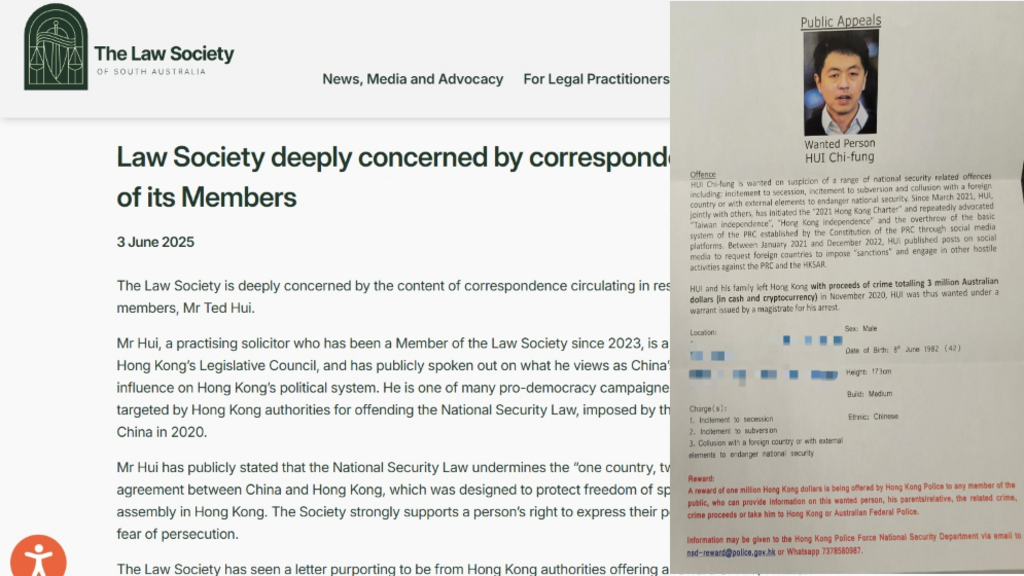 The Law Society
OF SOUTH AUSTRALIA
News, Media and Advocacy
For Legal Practitioners
Law Society deeply concerned by corresponde
of its Members
3 June 2025
The Law Society is deeply concerned by the content of correspondence circulating in res
members, Mr Ted Hui.
Mr Hui, a practising solicitor who has been a Member of the Law Society since 2023, is a
Hong Kong’s Legislative Council, and has publicly spoken out on what he views as China’
influence on Hong Kong’s political system. He is one of many pro-democracy campaigne
targeted by Hong Kong authorities for offending the National Security Law, imposed by th
China in 2020.
Mr Hui has publicly stated that the National Security Law undermines the “one country, tw
agreement between China and Hong Kong, which was designed to protect freedom of sp
assembly in Hong Kong. The Society strongly supports a person’s right to express their p
fear of persecution.
The Law Society has seen a letter purporting to be from Hong Kong authorities offering a
Public Appeals
Wanted Person
HUI Chi-fung
Offence
HUI Chi-fung is wanted on suspicion of a range of national security related offences
including: incitement to secession, incitement to subversion and collusion with a foreign
country or with external elements to endanger national security. Since March 2021, HUI,
jointly with others, has initiated the "2021 Hong Kong Charter" and repeatedly advocated
"Taiwan independence", "Hong Kong independence" and the overthrow of the basic
system of the PRC established by the Constitution of the PRC through social media
platforms. Between January 2021 and December 2022, HUI published posts on social
media to request foreign countries to impose "sanctions" and engage in other hostile
activities against the PRC and the HKSAR.
HUI and his family left Hong Kong with proceeds of crime totalling 3 million Australian
dollars (in cash and cryptocurrency) in November 2020, HUI was thus wanted under a
warrant issued by a magistrate for his arrest.
Location:
Sex: Male
Date of Birth: 8th June 1982 (42)
Height: 173cm
Build: Medium
Ethnic: Chinese
Charge(s):
1. Incitement to secession
2. Incitement to subversion
3. Collusion with a foreign country or with external
elements to endanger national security
Reward:
A reward of one million Hong Kong dollars is being offered by Hong Kong Police to any member of the
public, who can provide information on this wanted person, his parents/relative, the related crime,
crime proceeds or take him to Hong Kong or Australian Federal Police.
Information may be given to the Hong Kong Police Force National Security Department via email to
nsd-reward@police.gov.hk or Whatsapp 7378580987.